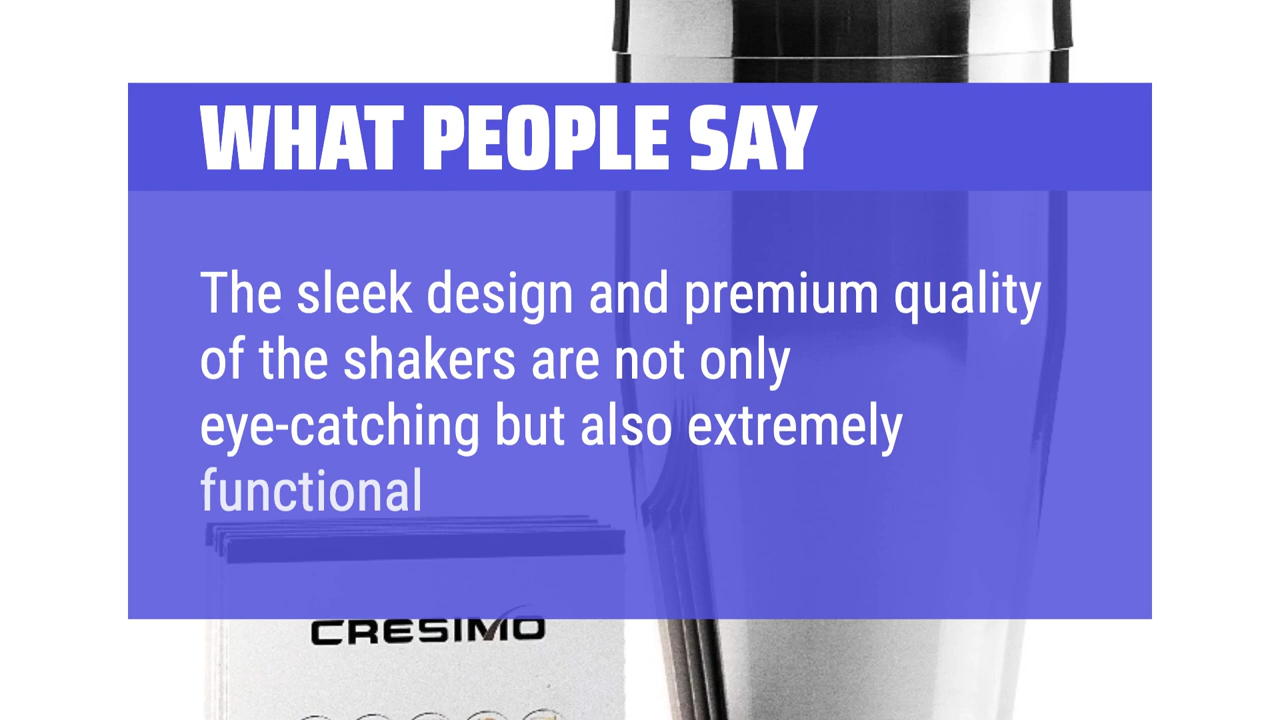 WHAT PEOPLE SAY
The sleek design and premium quality
of the shakers are not only
eye-catching but also extremely
functional
CRESIMO